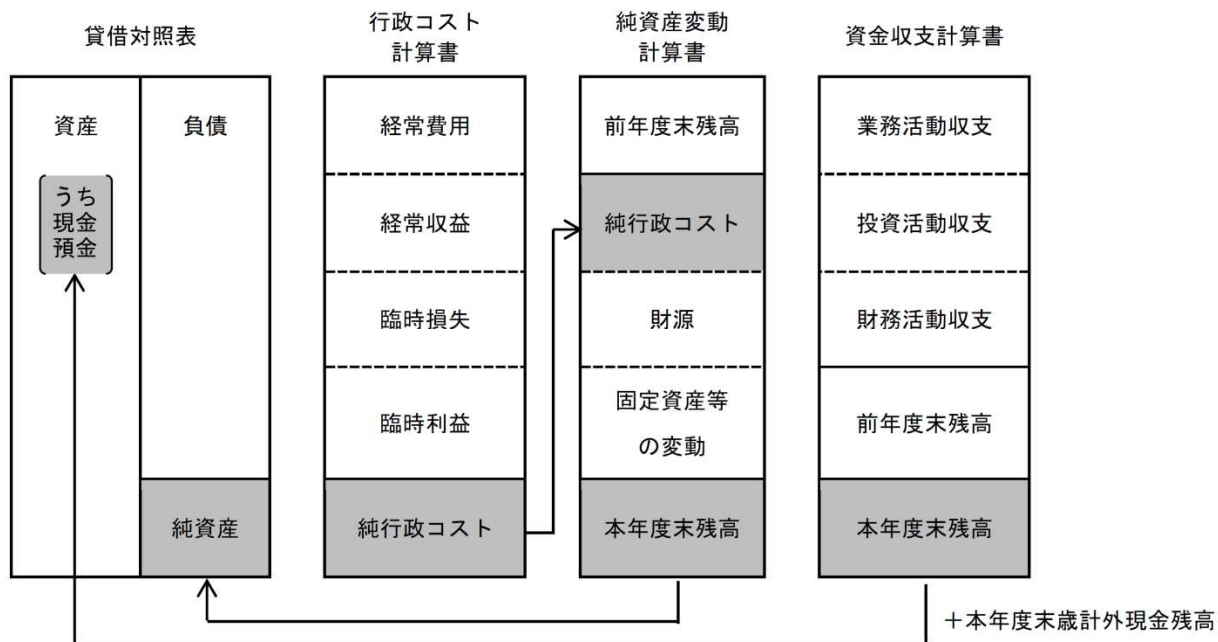 貸借対照表
資産
うち
現金
預金
負債
純資産
行政コスト
計算書
経常費用
経常収益
臨時損失
臨時利益
純行政コスト
純資産変動
計算書
前年度末残高
純行政コスト
財源
固定資産等
の変動
本年度末残高
資金収支計算書
業務活動収支
投資活動収支
財務活動収支
前年度末残高
本年度末残高
＋本年度末歳計外現金残高